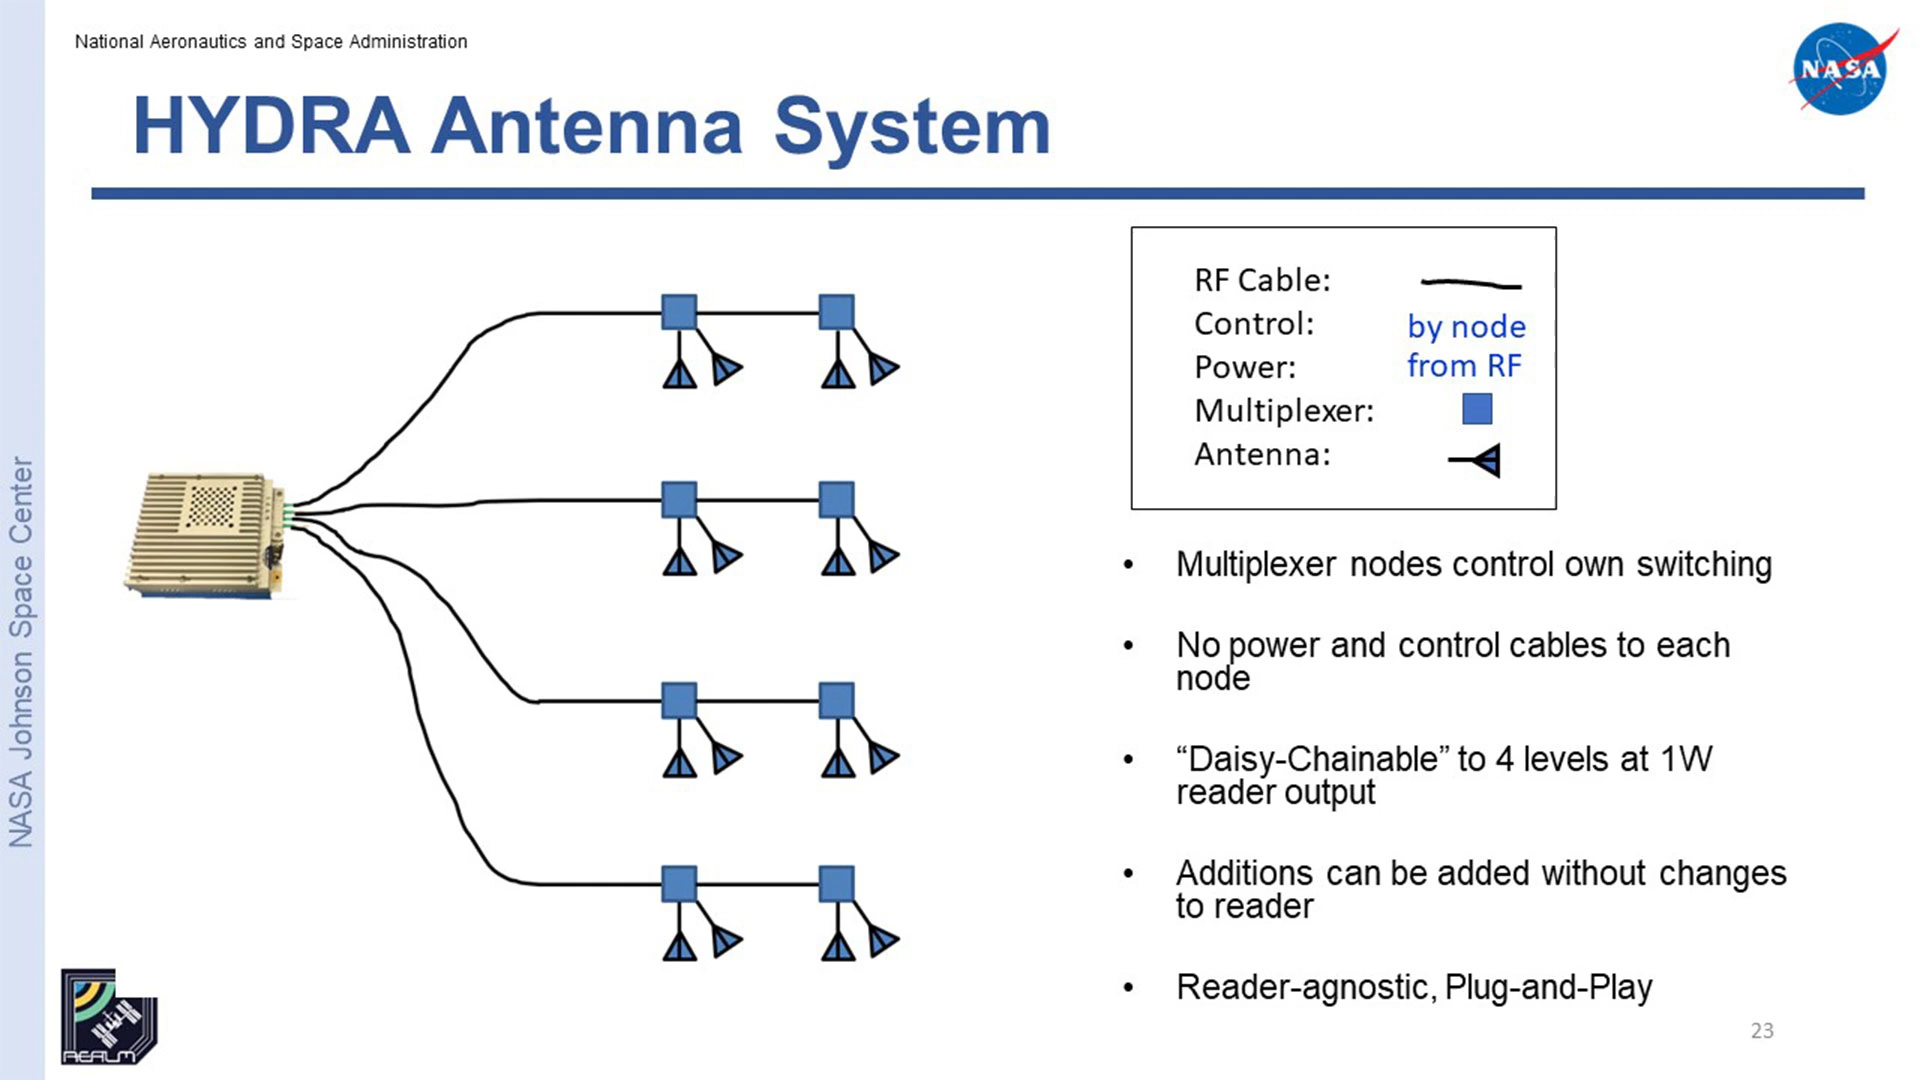 National Aeronautics and Space Administration
NASA
HYDRA Antenna System
NASA Johnson Space Center
RF Cable:
Control: by node
Power: from RF
Multiplexer:
Antenna:
• Multiplexer nodes control own switching
• No power and control cables to each
node
• “Daisy-Chainable” to 4 levels at 1W
reader output
• Additions can be added without changes
to reader
• Reader-agnostic, Plug-and-Play
REALM
23